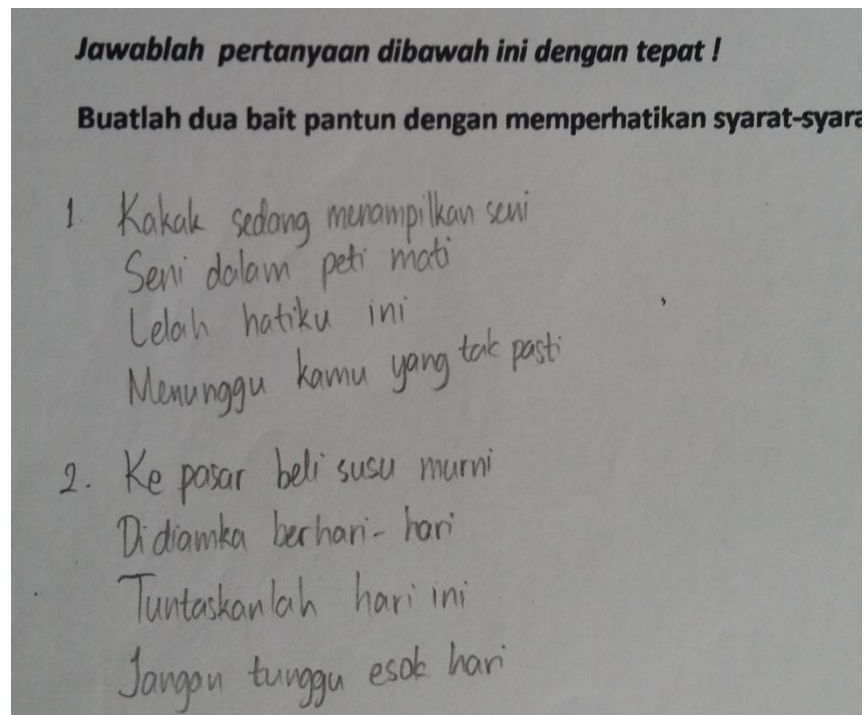 Jawablah pertanyaan dibawah ini dengan tepat !
Buatlah dua bait pantun dengan memperhatikan syarat-syara
1. Kakak sedang menampilkan seni
Seni dalam peti mati
Lelah hatiku ini
Menunggu kamu yang tak pasti
2. Ke pasar beli susu murni
Didiamka berhari-hari
Tuntaskanlah hari ini
Jangan tunggu esok hari